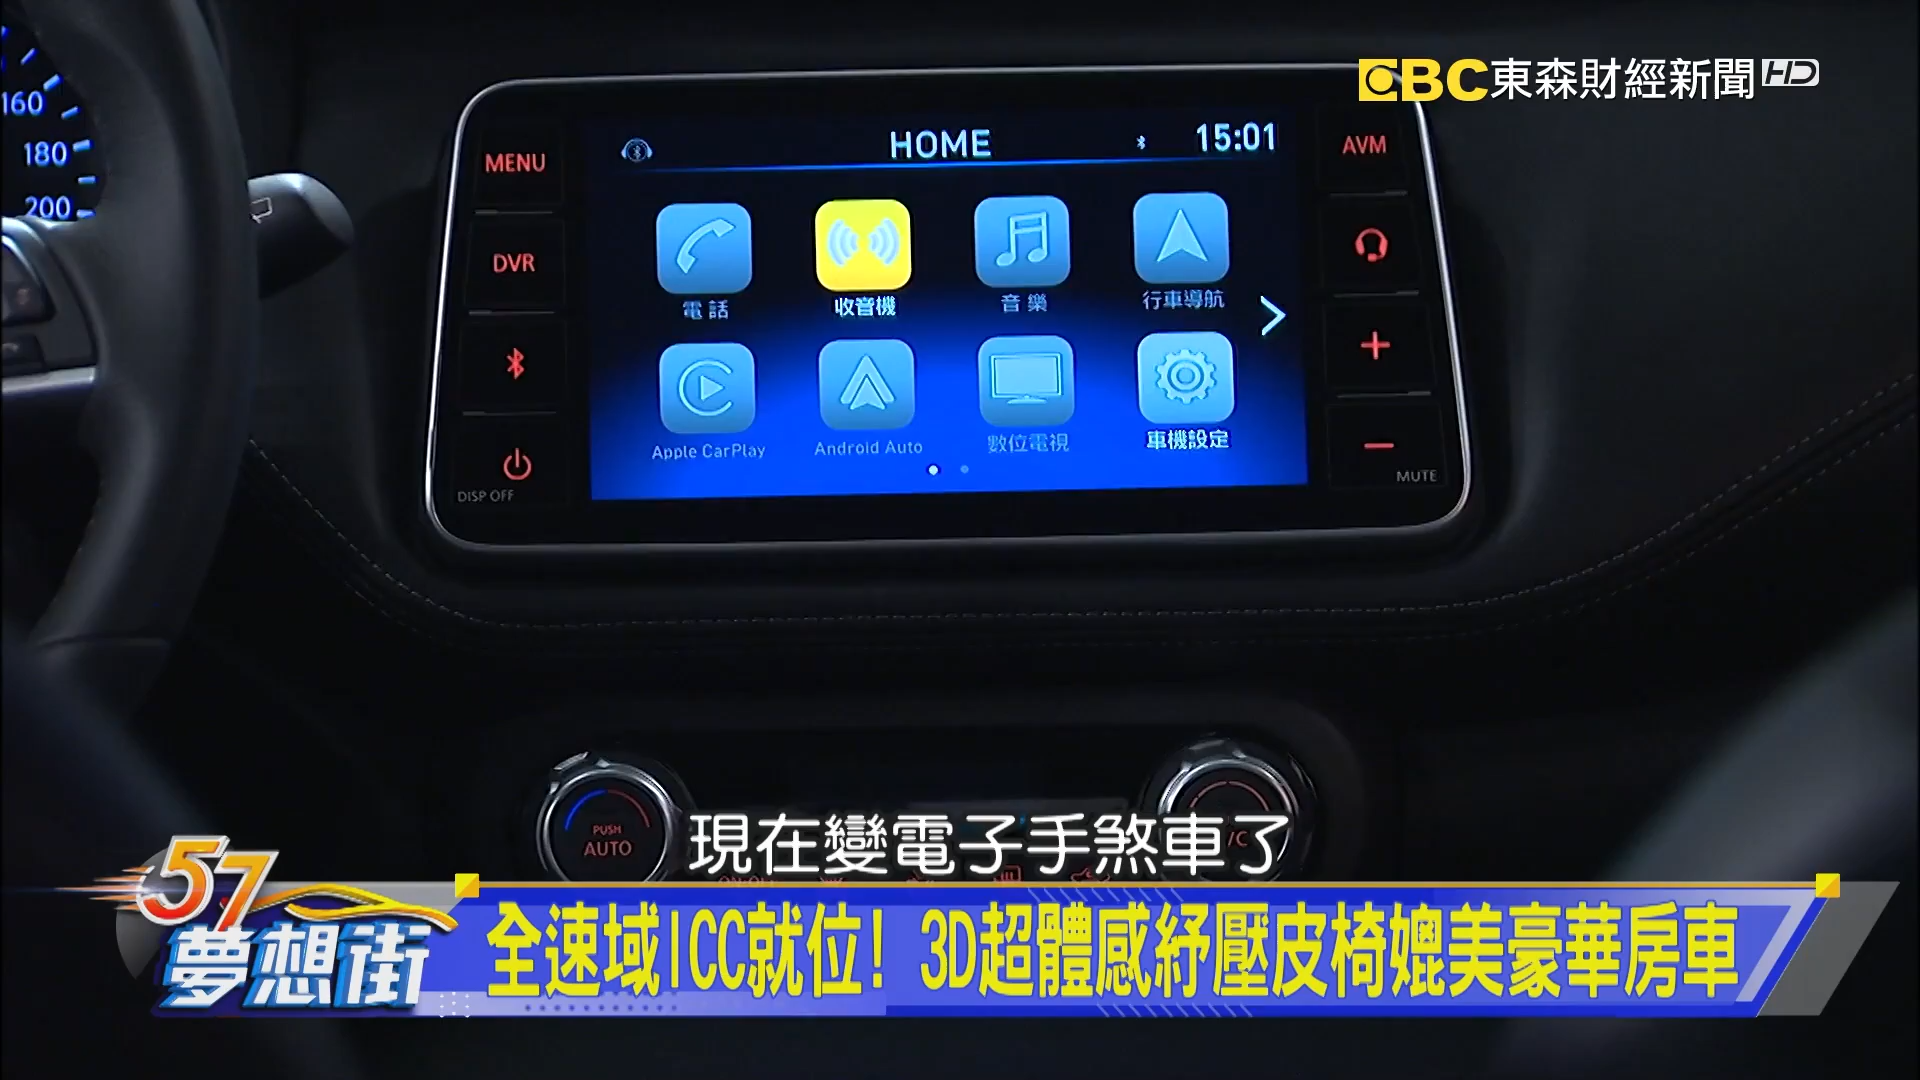 EBC東森財經新聞HD
160
180
200
MENU
DVR
DISP OFF
HOME
15:01
電話
收音機
音樂
行車導航
Apple CarPlay
Android Auto
數位電視
車機設定
AVM
MUTE
PUSH
AUTO
現在變電子手煞車了
57
夢想街
全速域ICC就位! 3D超體感紓壓皮椅媲美豪華房車